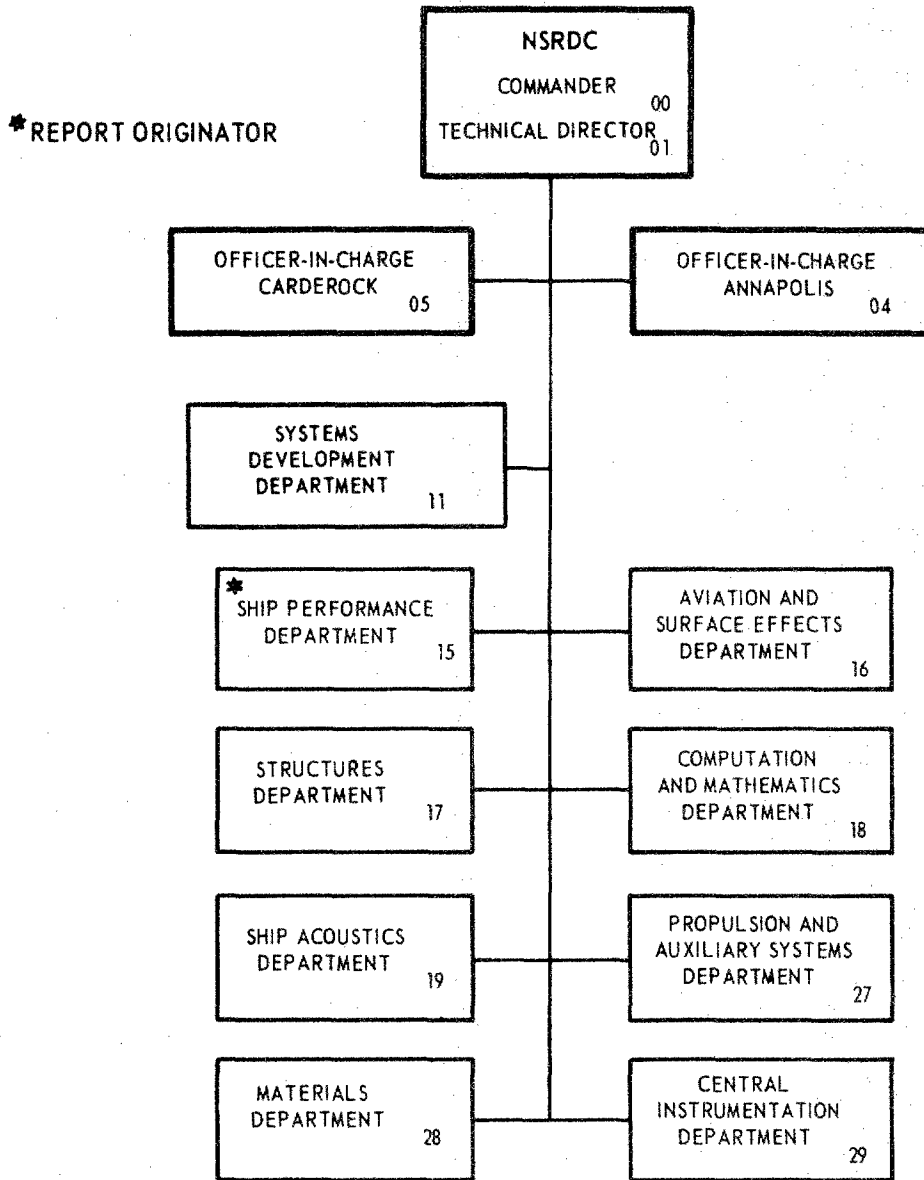 NSRDC
COMMANDER
00
TECHNICAL DIRECTOR
01
*REPORT ORIGINATOR
OFFICER-IN-CHARGE
CARDEROCK
05
OFFICER-IN-CHARGE
ANNAPOLIS
04
SYSTEMS
DEVELOPMENT
DEPARTMENT
11
*
SHIP PERFORMANCE
DEPARTMENT
15
AVIATION AND
SURFACE EFFECTS
DEPARTMENT
16
STRUCTURES
DEPARTMENT
17
COMPUTATION
AND MATHEMATICS
DEPARTMENT
18
SHIP ACOUSTICS
DEPARTMENT
19
PROPULSION AND
AUXILIARY SYSTEMS
DEPARTMENT
27
MATERIALS
DEPARTMENT
28
CENTRAL
INSTRUMENTATION
DEPARTMENT
29